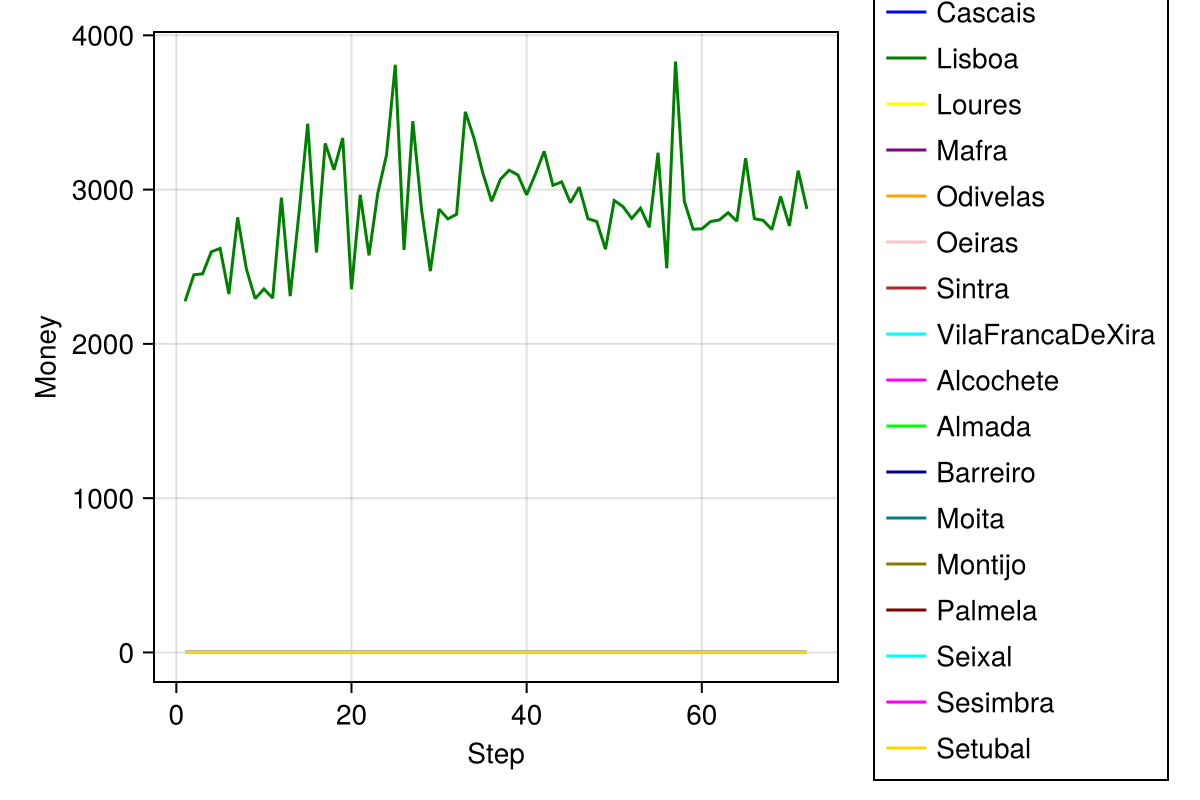 4000
3000
2000
1000
0
Money
0 20 40 60
Step
Cascais
Lisboa
Loures
Mafra
Odivelas
Oeiras
Sintra
VilaFrancaDeXira
Alcochete
Almada
Barreiro
Moita
Montijo
Palmela
Seixal
Sesimbra
Setubal